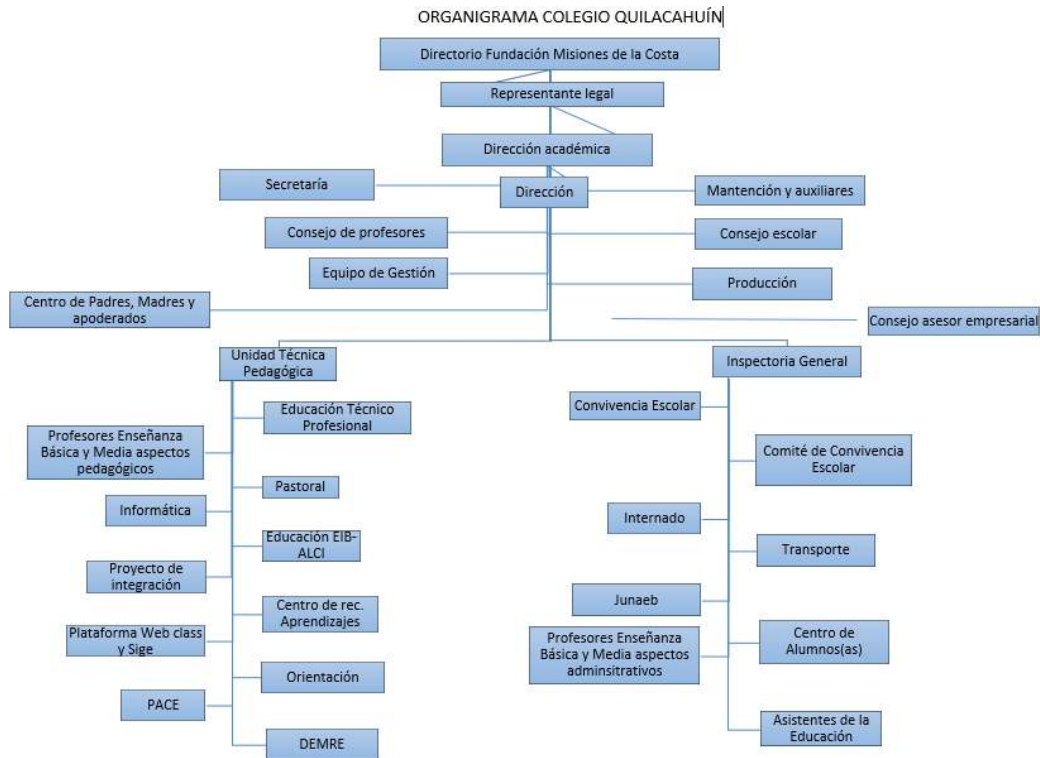 ORGANIGRAMA COLEGIO QUILACAHUÍN
Directorio Fundación Misiones de la Costa
Representante legal
Dirección académica
Secretaría
Dirección
Mantención y auxiliares
Consejo de profesores
Consejo escolar
Equipo de Gestión
Producción
Centro de Padres, Madres y
apoderados
Consejo asesor empresarial
Unidad Técnica
Pedagógica
Inspectoria General
Educación Técnico
Profesional
Profesores Enseñanza
Básica y Media aspectos
pedagógicos
Pastoral
Informática
Educación EIB-
ALCI
Proyecto de
integración
Centro de rec.
Aprendizajes
Plataforma Web class
y Sige
Orientación
PACE
DEMRE
Convivencia Escolar
Comité de Convivencia
Escolar
Internado
Transporte
Junaeb
Profesores Enseñanza
Básica y Media aspectos
adminsitrativos
Centro de
Alumnos(as)
Asistentes de la
Educación